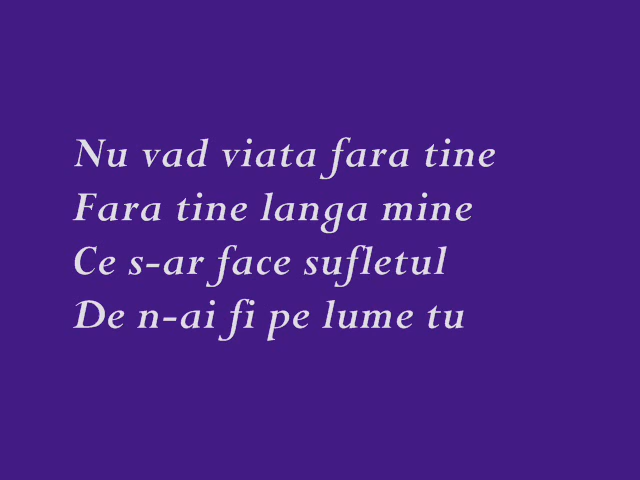 Nu vad viata fara tine
Fara tine langa mine
Ce s-ar face sufletul
De n-ai fi pe lume tu